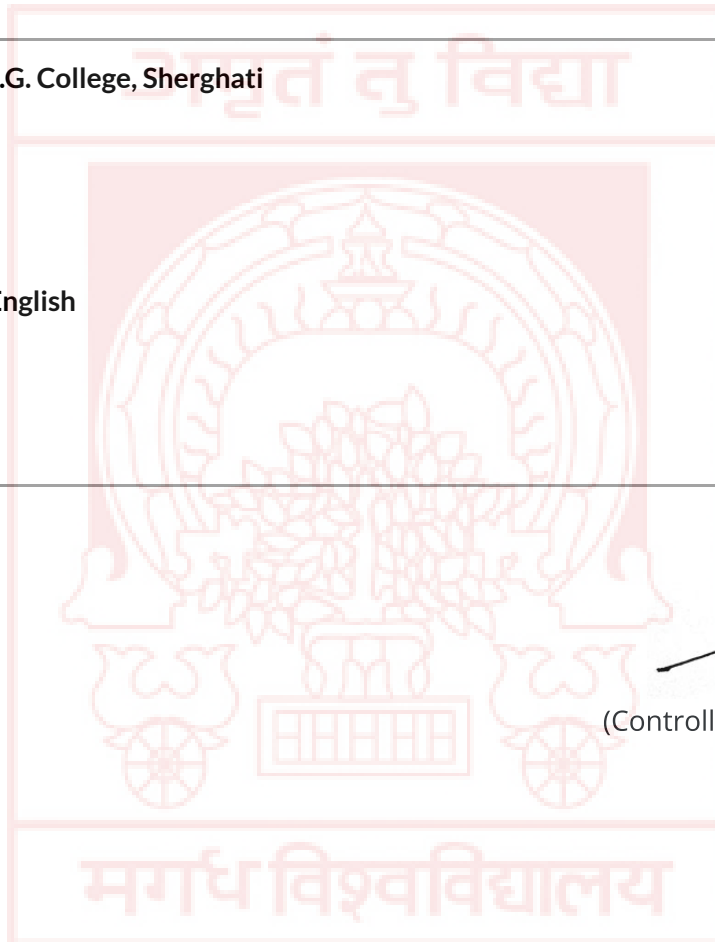 अमृतं तु विद्या
.G. College, Sherghati
English
(Controll
मगध विश्वविद्यालय